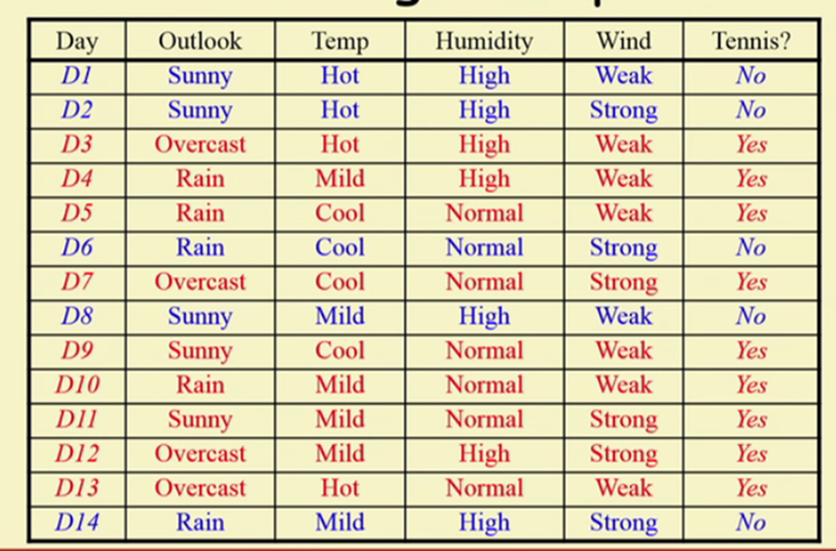 Day Outlook Temp Humidity Wind Tennis?
D1 Sunny Hot High Weak No
D2 Sunny Hot High Strong No
D3 Overcast Hot High Weak Yes
D4 Rain Mild High Weak Yes
D5 Rain Cool Normal Weak Yes
D6 Rain Cool Normal Strong No
D7 Overcast Cool Normal Strong Yes
D8 Sunny Mild High Weak No
D9 Sunny Cool Normal Weak Yes
D10 Rain Mild Normal Weak Yes
D11 Sunny Mild Normal Strong Yes
D12 Overcast Mild High Strong Yes
D13 Overcast Hot Normal Weak Yes
D14 Rain Mild High Strong No